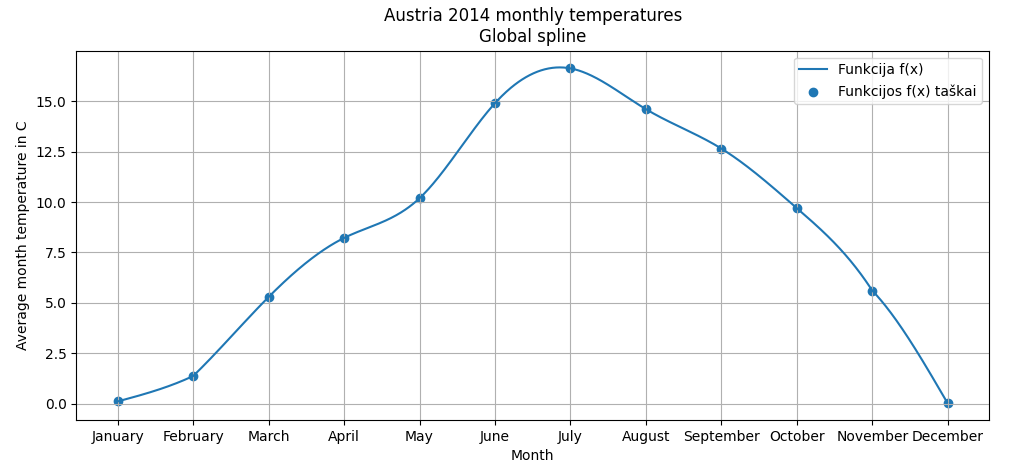 Austria 2014 monthly temperatures
Global spline
Funkcija f(x)
Funkcijos f(x) taškai
Average month temperature in C
15.0
12.5
10.0
7.5
5.0
2.5
0.0
January February March April May June July August September October November December
Month